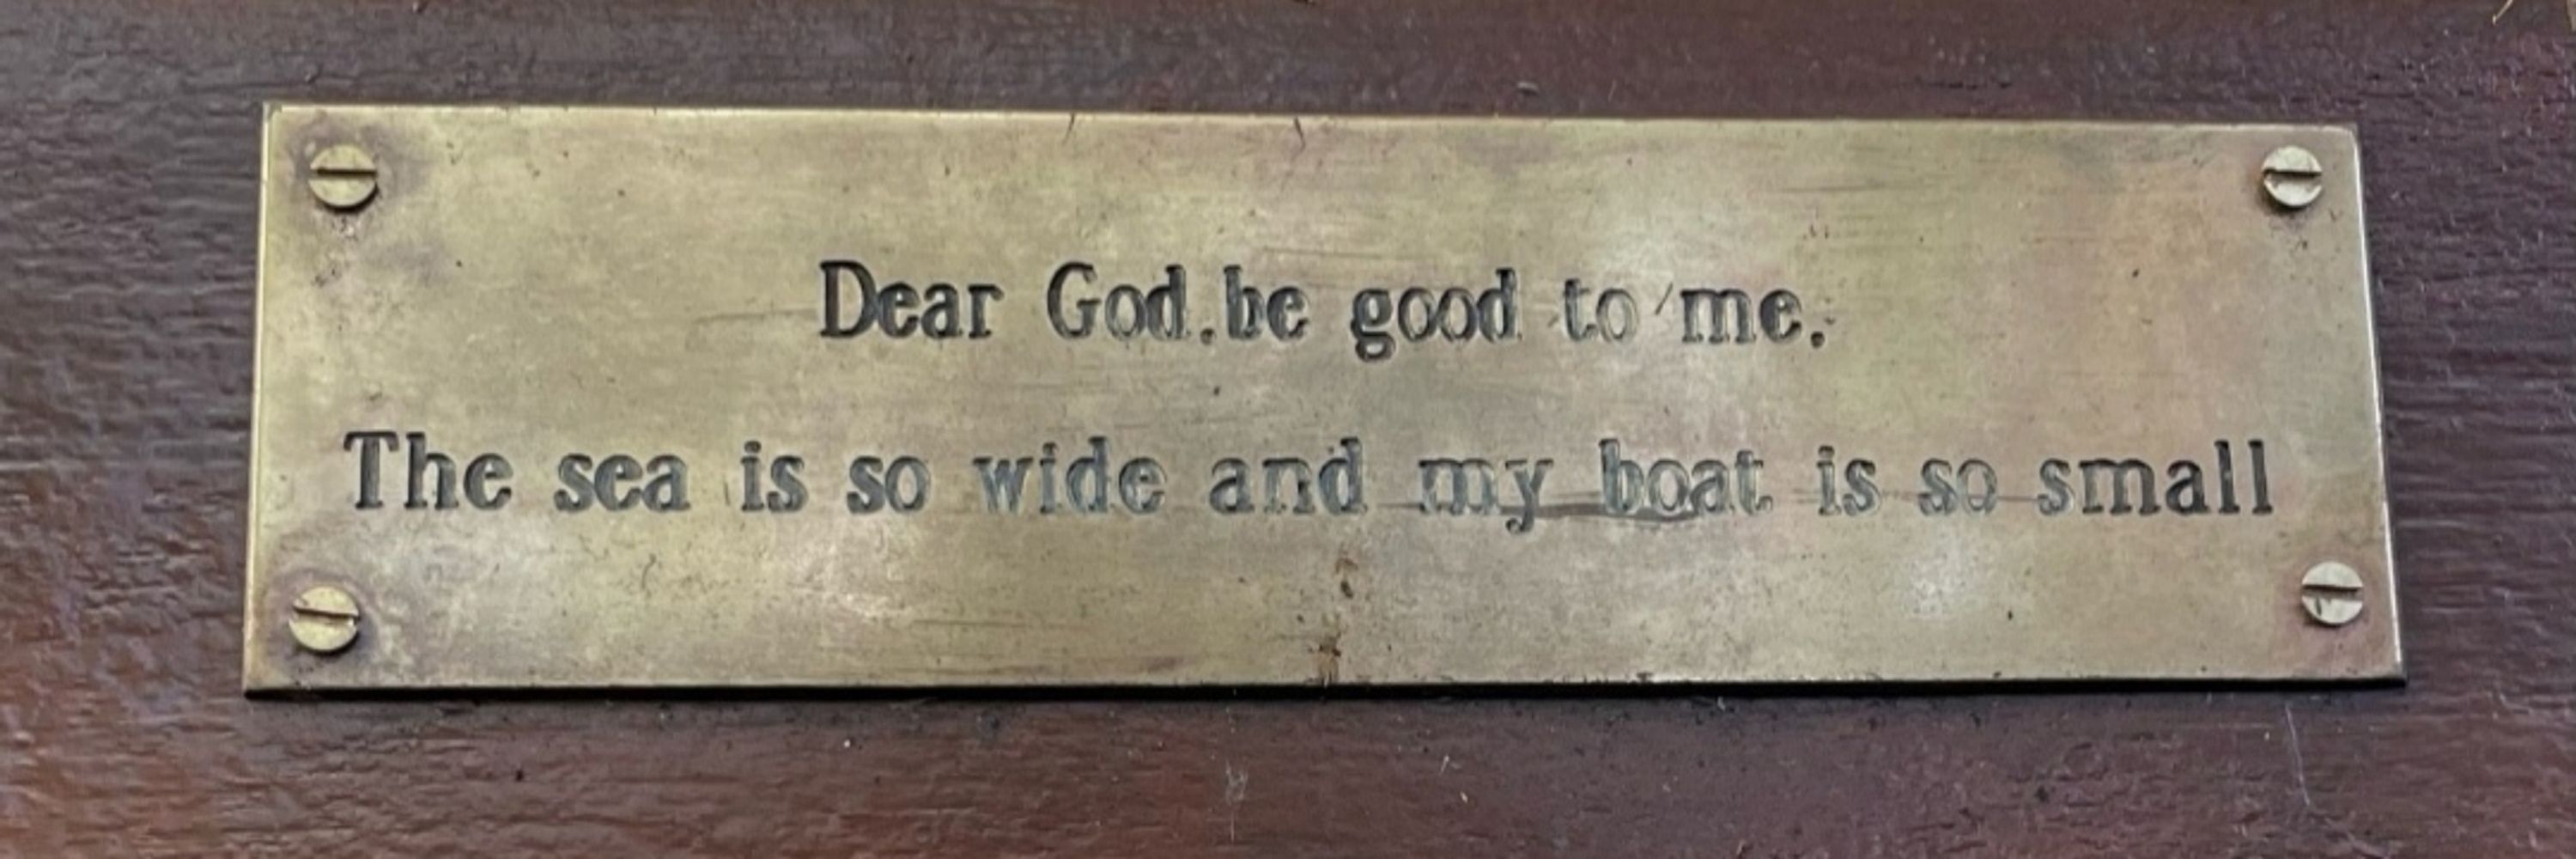 Dear God.be good to me.
The sea is so wide and my boat is so small